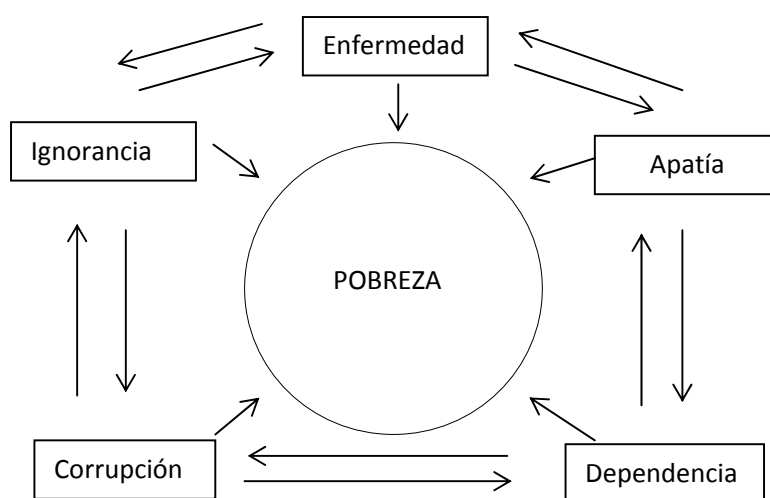 Enfermedad
Ignorancia
Apatía
POBREZA
Corrupción
Dependencia